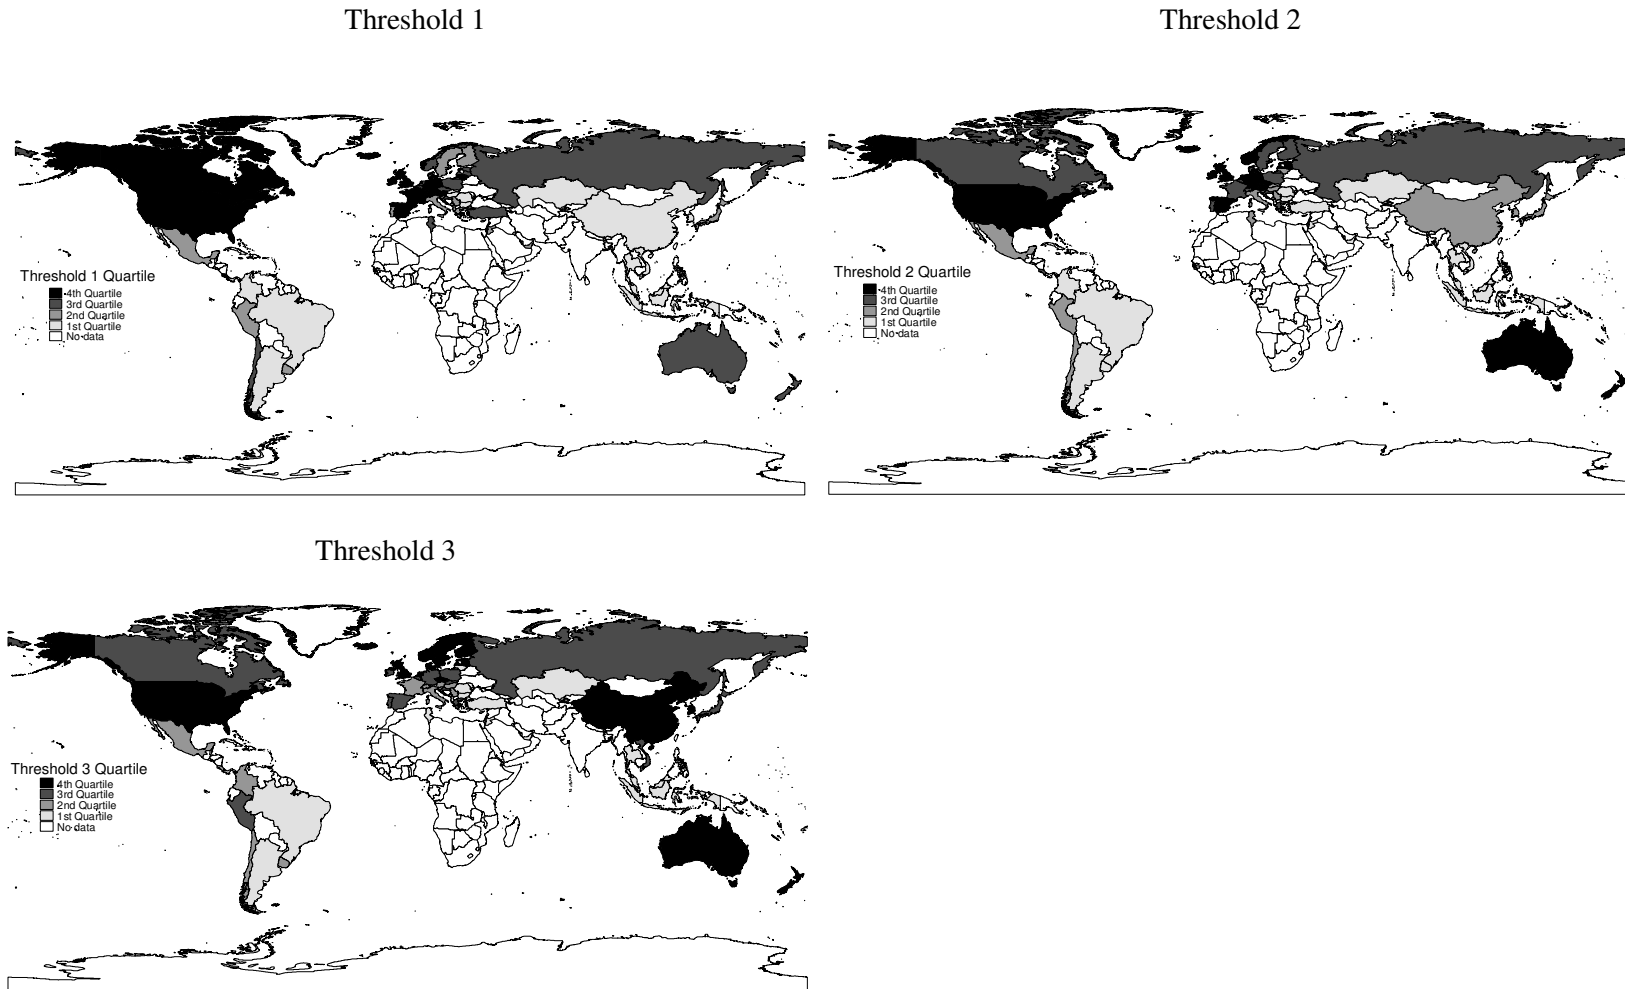 Threshold 1
Threshold 2
Threshold 1 Quartile
4th Quartile
3rd Quartile
2nd Quartile
1st Quartile
No data
Threshold 2 Quartile
4th Quartile
3rd Quartile
2nd Quartile
1st Quartile
No data
Threshold 3
Threshold 3 Quartile
4th Quartile
3rd Quartile
2nd Quartile
1st Quartile
No data